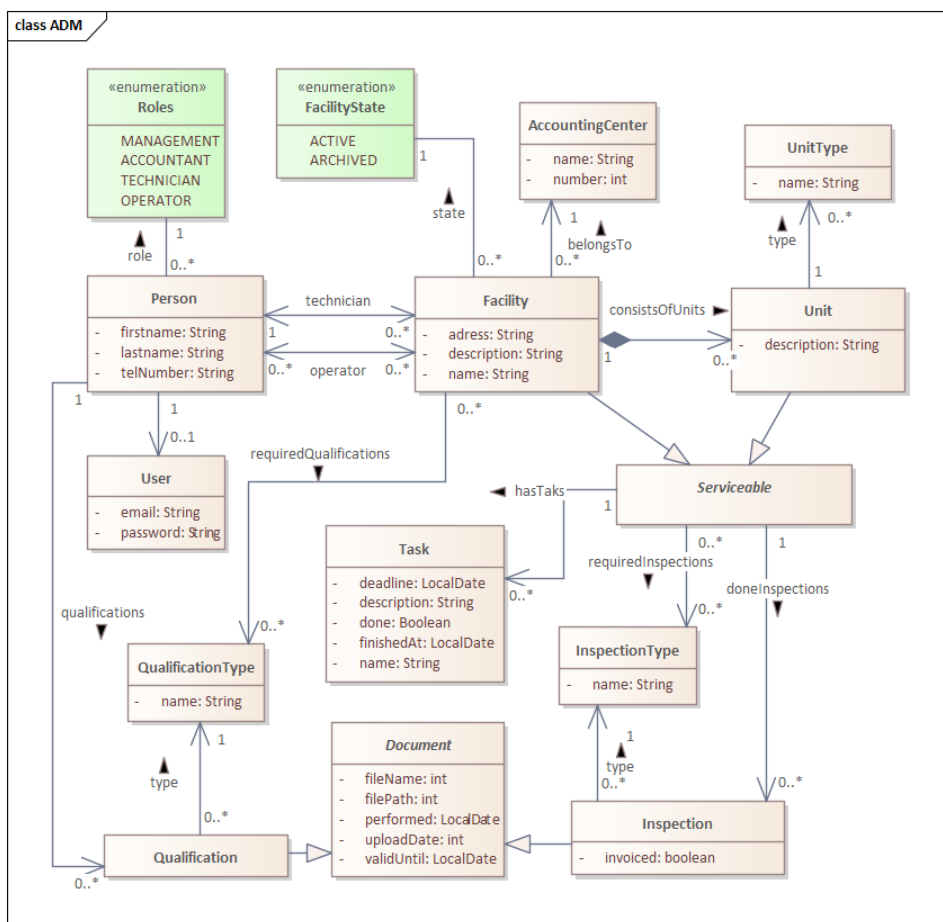 class ADM
«enumeration»
Roles
MANAGEMENT
ACCOUNTANT
TECHNICIAN
OPERATOR
«enumeration»
FacilityState
ACTIVE
ARCHIVED
AccountingCenter
- name: String
- number: int
UnitType
- name: String
1
role
0..*
1
state
0..*
1
belongsTo
0..*
0..*
type
1
Person
- firstname: String
- lastname: String
- telNumber: String
technician
1
0..*
operator
0..*
0..*
Facility
- adress: String
- description: String
- name: String
consistsOfUnits
1
0..*
Unit
- description: String
1
1
0..1
0..*
requiredQualifications
User
- email: String
- password: String
Serviceable
hasTaks
1
0..*
Task
- deadline: LocalDate
- description: String
- done: Boolean
- finishedAt: LocalDate
- name: String
0..*
requiredInspections
0..*
1
doneInspections
qualifications
0..*
QualificationType
- name: String
InspectionType
- name: String
1
type
0..*
Document
- fileName: int
- filePath: int
- performed: LocalDate
- uploadDate: int
- validUntil: LocalDate
1
type
0..*
0..*
Qualification
0..*
Inspection
- invoiced: boolean